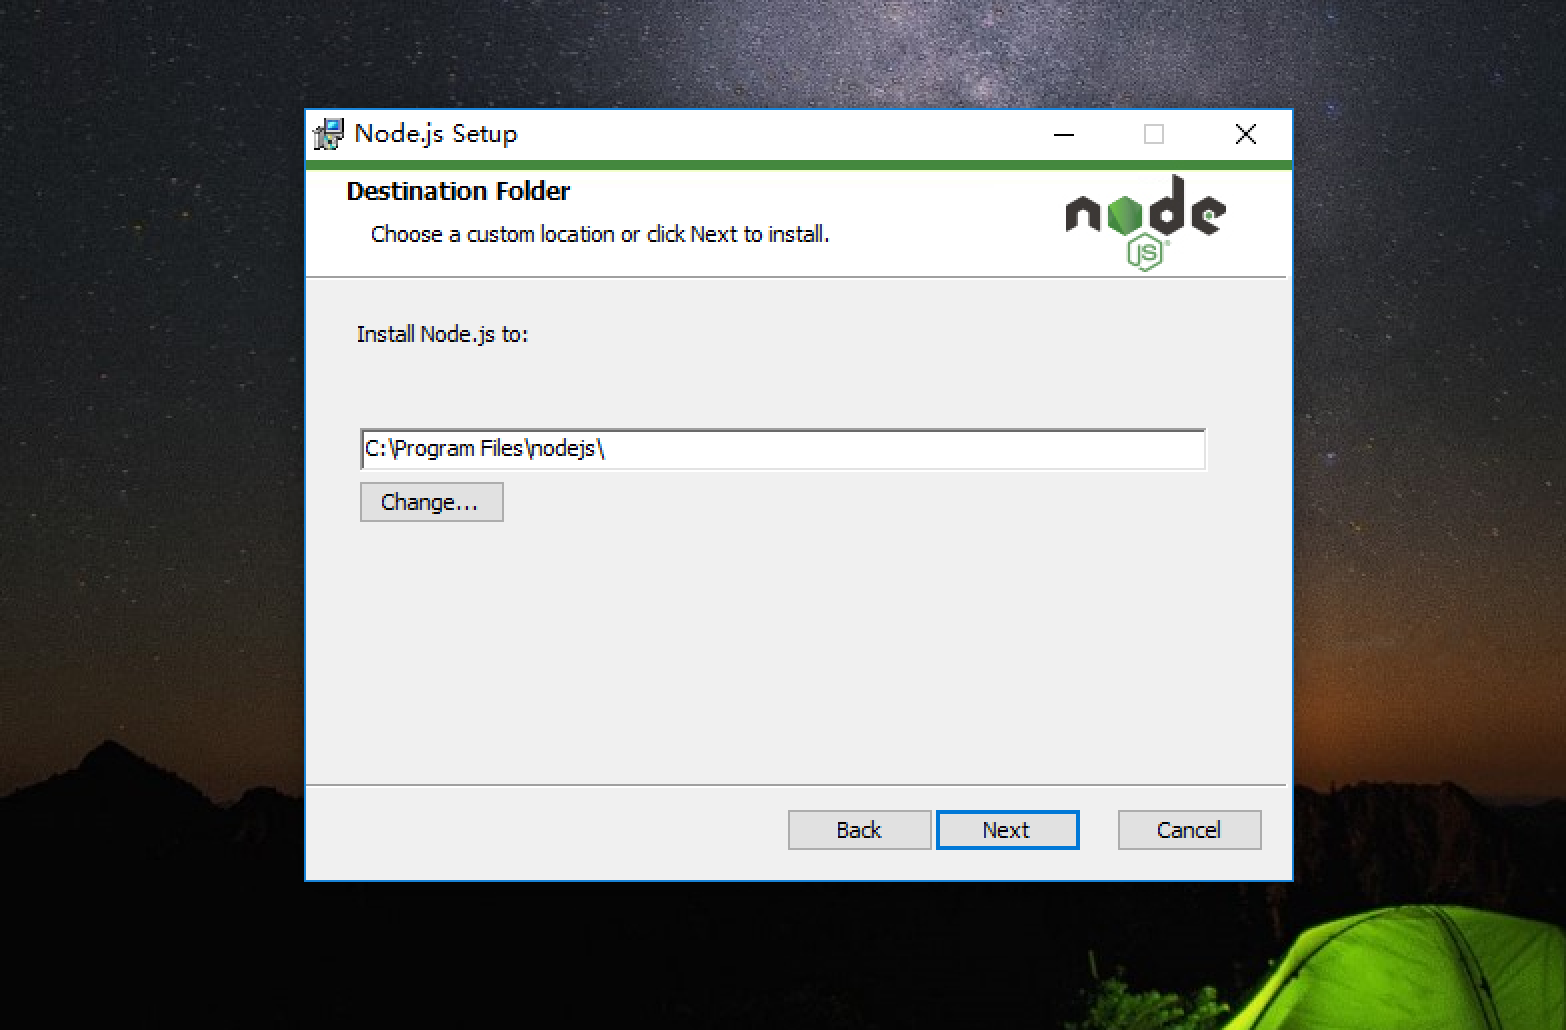 Node.js Setup
Destination Folder
Choose a custom location or click Next to install.
node
JS
Install Node.js to:
C:\Program Files\nodejs\
Change...
Back
Next
Cancel